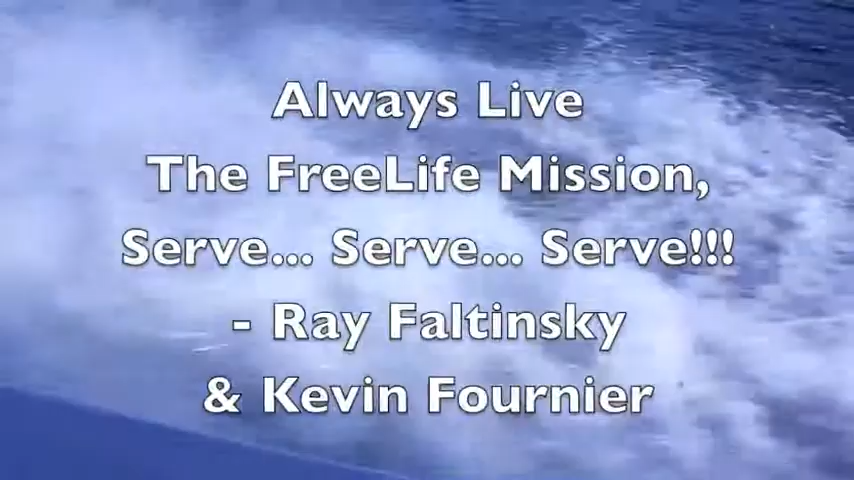 Always Live
The FreeLife Mission,
Serve... Serve... Serve!!!
- Ray Faltinsky
& Kevin Fournier